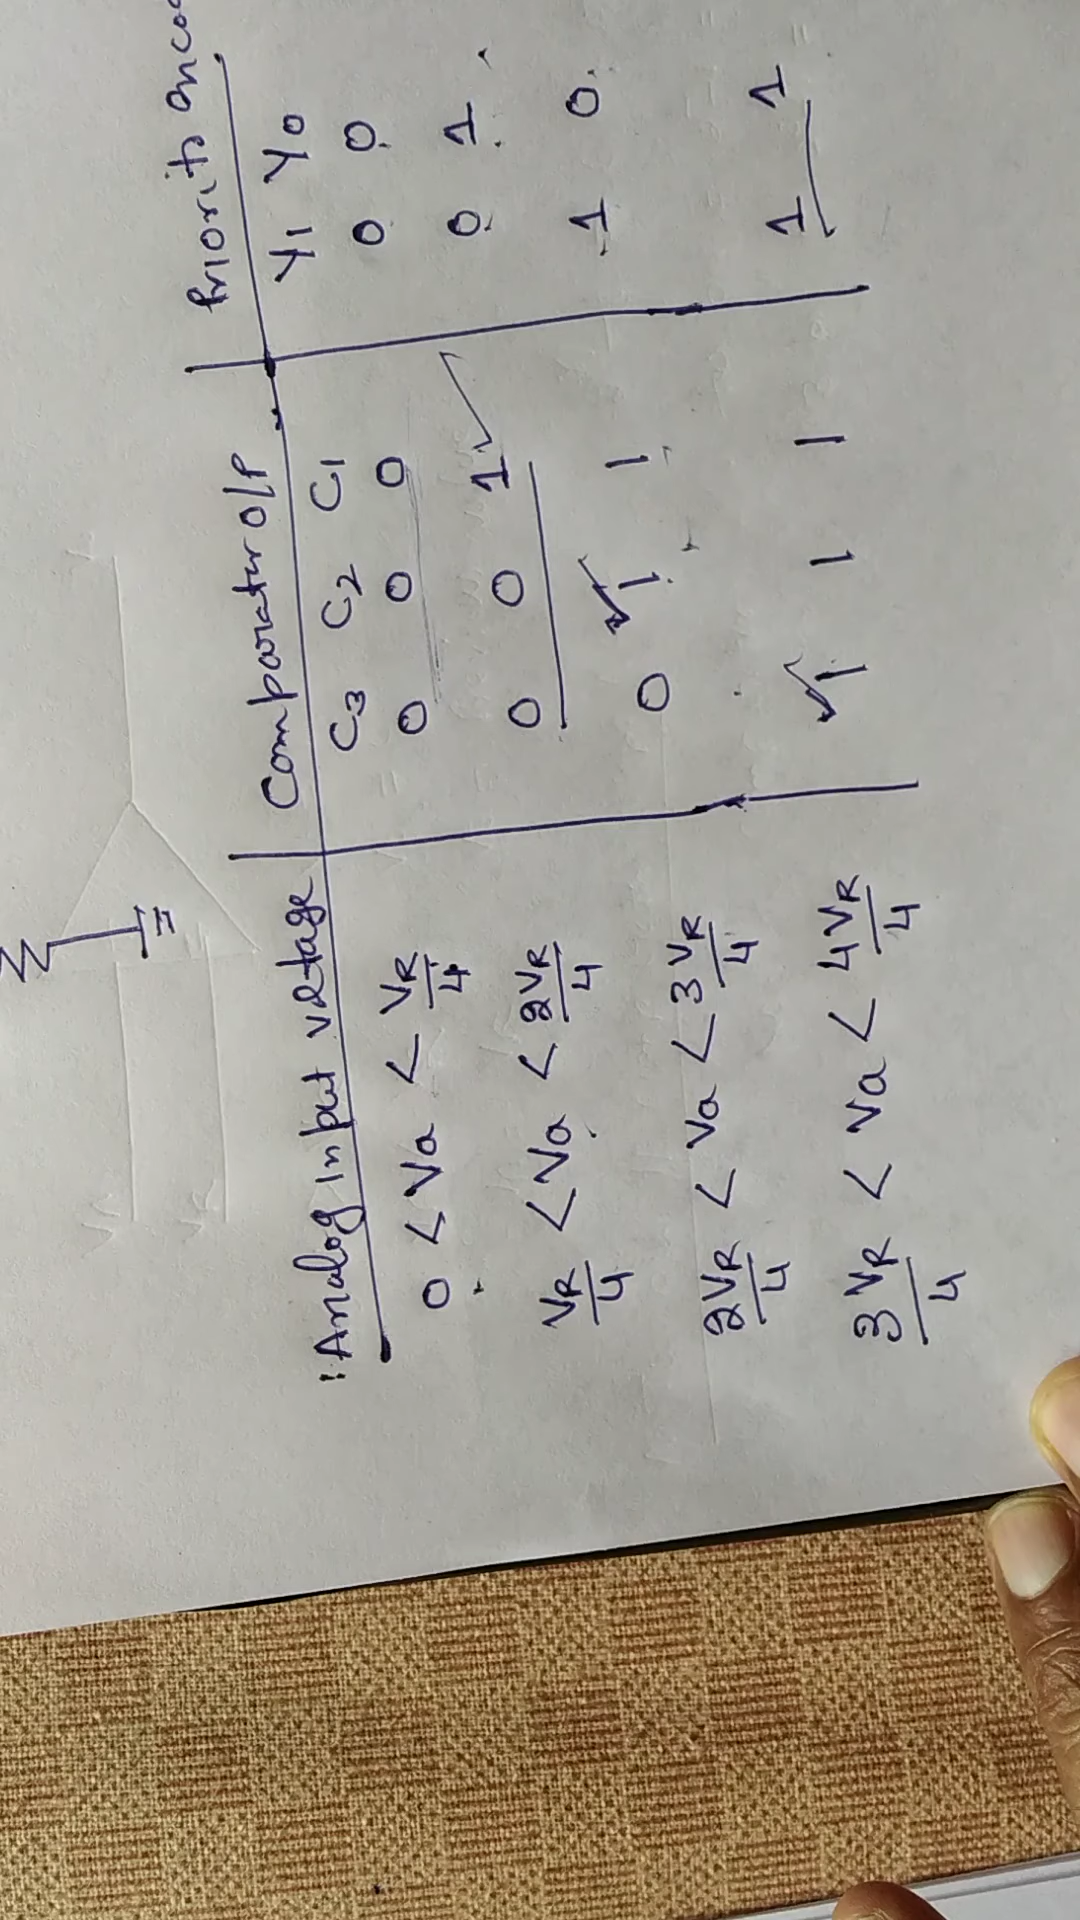 Analog Input voltage Comparator O/P Priority enco
C3 C2 C1 Y1 Y0
0 < Va < VR/4 0 0 0 0 0
VR/4 < Va < 2VR/4 0 0 1 0 1
2VR/4 < Va < 3VR/4 0 1 1 1 0
3VR/4 < Va < 4VR/4 1 1 1 1 1